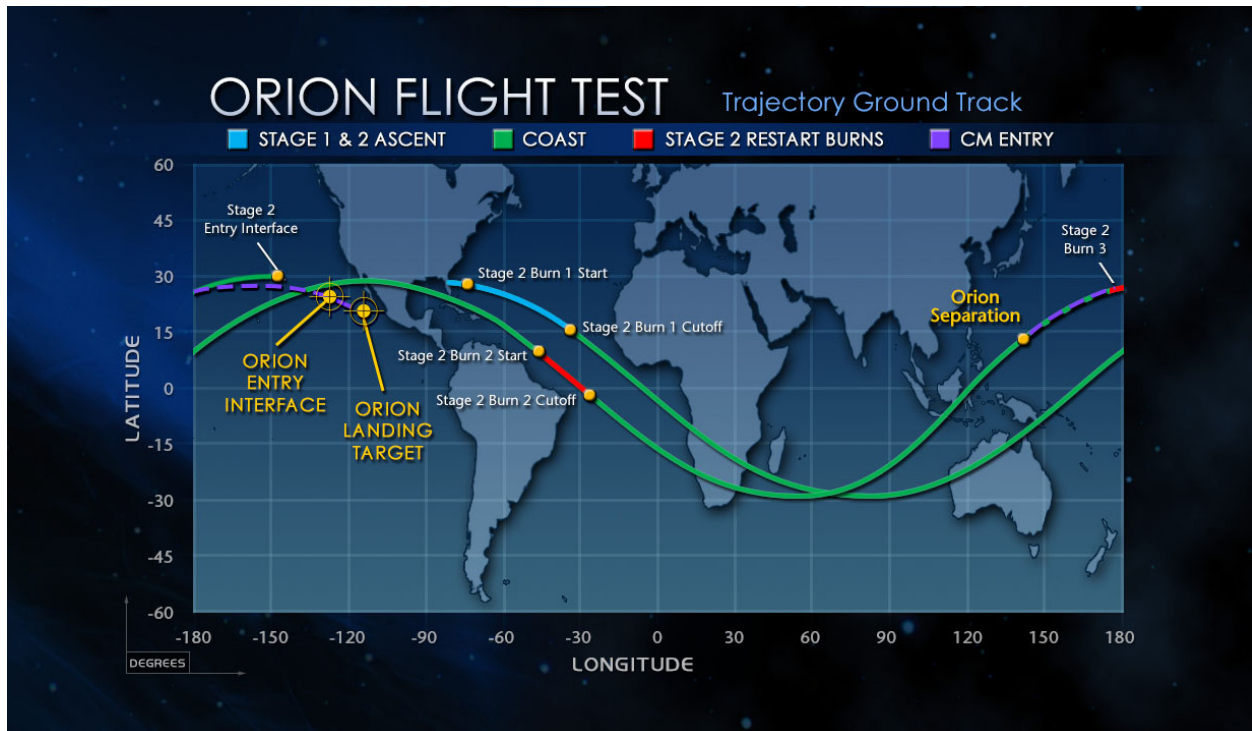 ORION FLIGHT TEST Trajectory Ground Track
STAGE 1 & 2 ASCENT COAST STAGE 2 RESTART BURNS CM ENTRY
60
45
30
15
0
-15
-30
-45
-60
LATITUDE
Stage 2
Entry Interface
Stage 2 Burn 1 Start
Stage 2
Burn 3
Orion
Separation
Stage 2 Burn 1 Cutoff
Stage 2 Burn 2 Start
Stage 2 Burn 2 Cutoff
ORION
ENTRY
INTERFACE
ORION
LANDING
TARGET
-180 -150 -120 -90 -60 -30 0 30 60 90 120 150 180
LONGITUDE
DEGREES